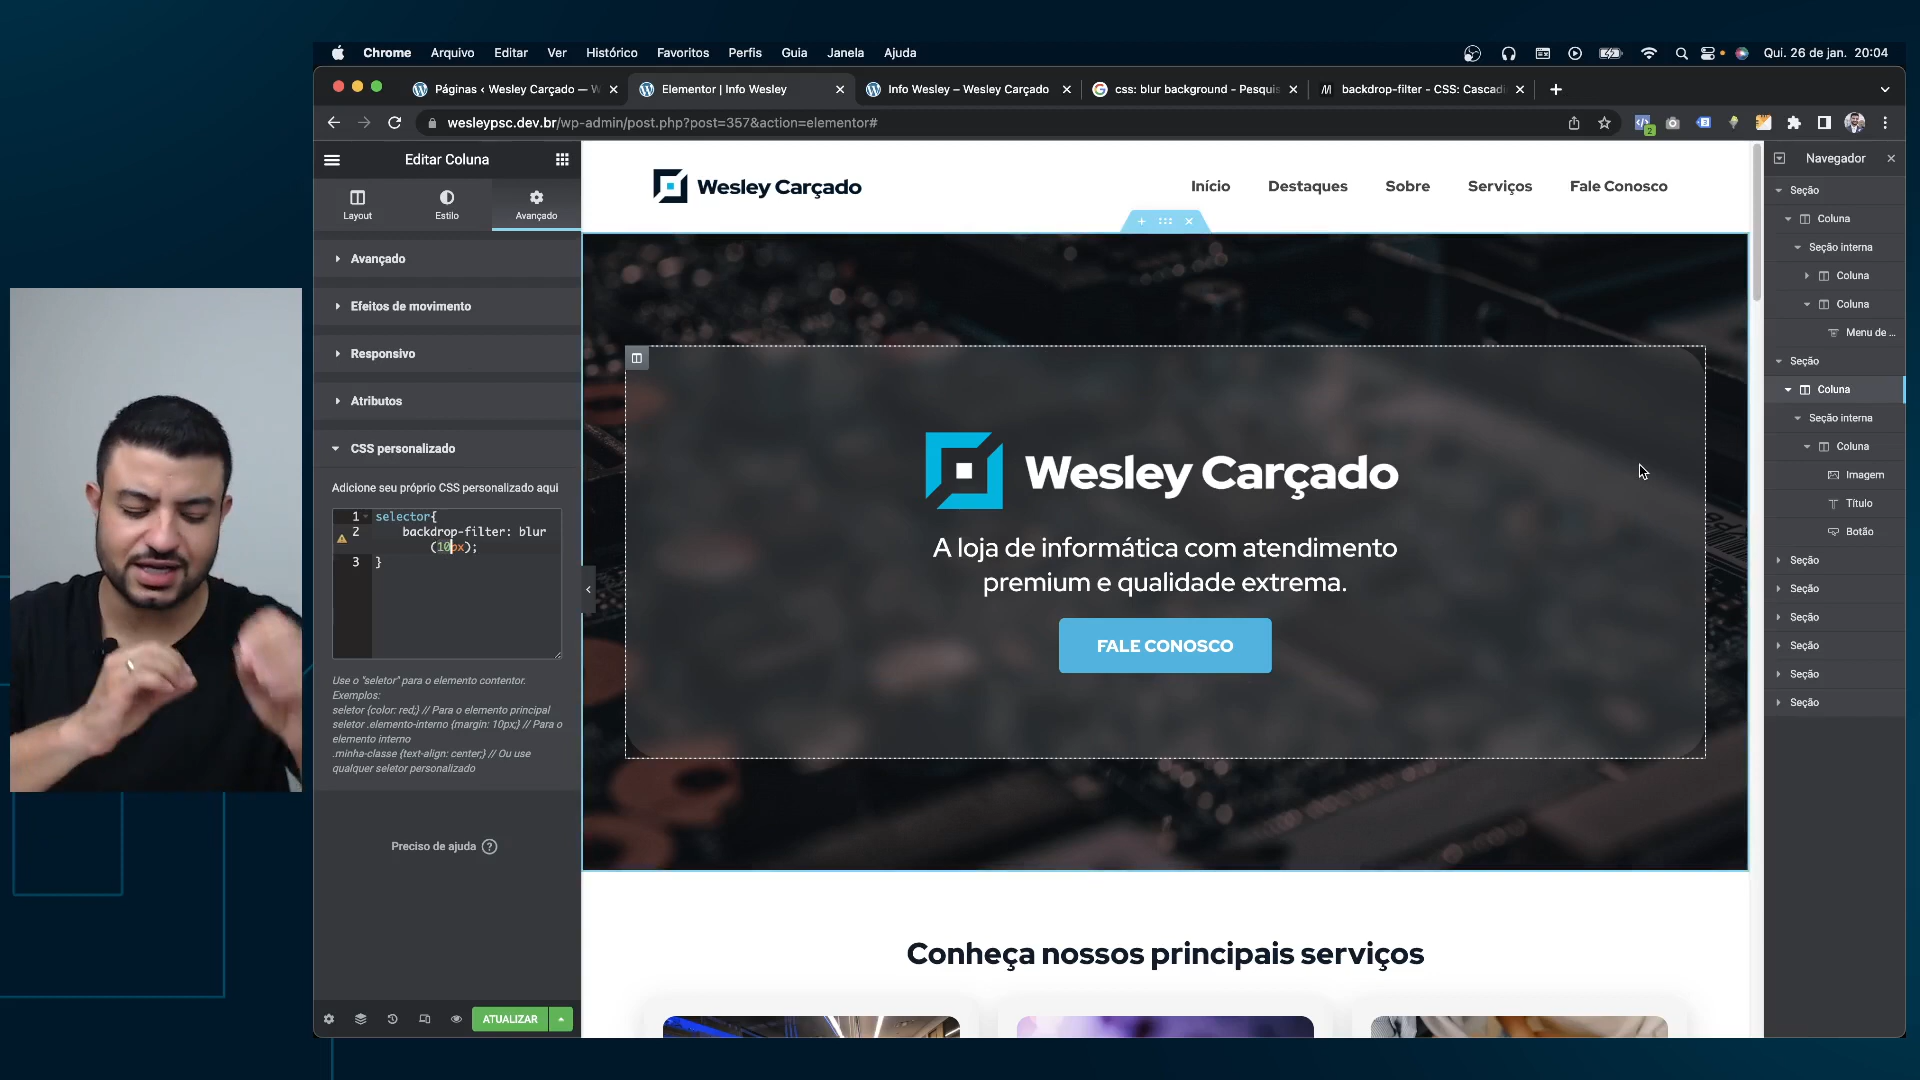 Chrome Arquivo Editar Ver Histórico Favoritos Perfis Guia Janela Ajuda
Qui. 26 de jan. 20:04
Páginas ‹ Wesley Carçado — W
Elementor | Info Wesley
Info Wesley – Wesley Carçado
css: blur background - Pesquis
backdrop-filter - CSS: Cascadi
wesleypsc.dev.br/wp-admin/post.php?post=357&action=elementor#
2
Editar Coluna
Layout
Estilo
Avançado
Avançado
Efeitos de movimento
Responsivo
Atributos
CSS personalizado
Adicione seu próprio CSS personalizado aqui
1 selector{
2 backdrop-filter: blur
(10px);
3 }
Use o "seletor" para o elemento contentor.
Exemplos:
seletor {color: red;} // Para o elemento principal
seletor .elemento-interno {margin: 10px;} // Para o
elemento interno
.minha-classe {text-align: center;} // Ou use
qualquer seletor personalizado
Preciso de ajuda ?
ATUALIZAR
Wesley Carçado
Início Destaques Sobre Serviços Fale Conosco
Wesley Carçado
A loja de informática com atendimento
premium e qualidade extrema.
FALE CONOSCO
Conheça nossos principais serviços
Navegador
Seção
Coluna
Seção interna
Coluna
Coluna
Menu de ...
Seção
Coluna
Seção interna
Coluna
Imagem
Título
Botão
Seção
Seção
Seção
Seção
Seção
Seção